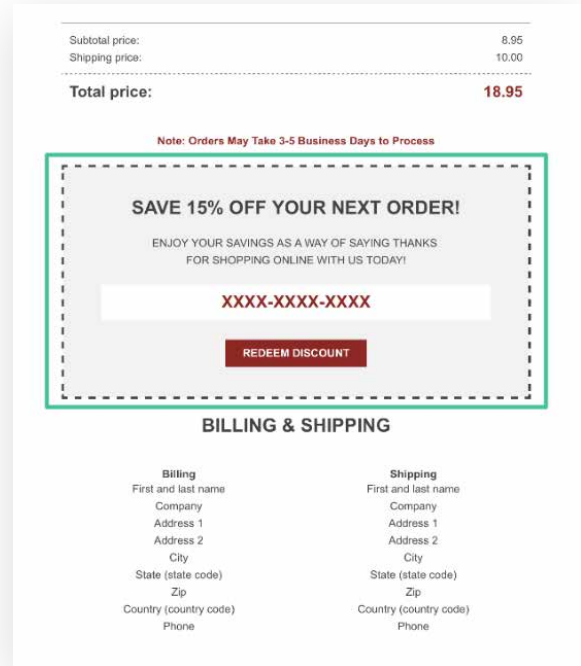 Subtotal price: 8.95
Shipping price: 10.00
Total price: 18.95
Note: Orders May Take 3-5 Business Days to Process
SAVE 15% OFF YOUR NEXT ORDER!
ENJOY YOUR SAVINGS AS A WAY OF SAYING THANKS
FOR SHOPPING ONLINE WITH US TODAY!
XXXX-XXXX-XXXX
REDEEM DISCOUNT
BILLING & SHIPPING
Billing Shipping
First and last name First and last name
Company Company
Address 1 Address 1
Address 2 Address 2
City City
State (state code) State (state code)
Zip Zip
Country (country code) Country (country code)
Phone Phone